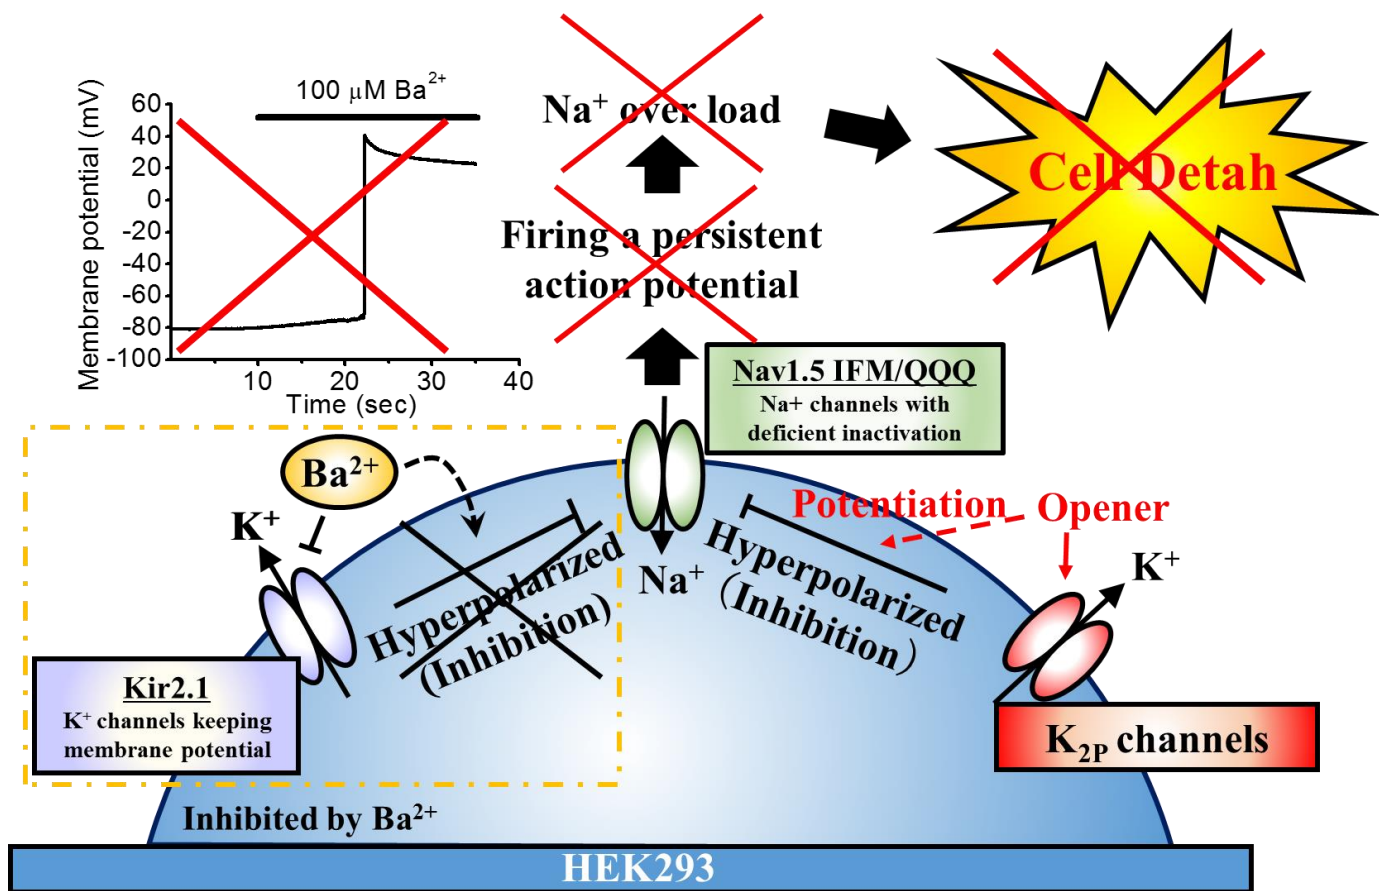 100 μM Ba²⁺
Membrane potential (mV)
60
40
20
0
-20
-40
-60
-80
-100
10
20
30
40
Time (sec)
Na⁺ over load
Firing a persistent
action potential
Cell Detah
Nav1.5 IFM/QQQ
Na+ channels with
deficient inactivation
Ba²⁺
K⁺
Hyperpolarized
(Inhibition)
Na⁺
Potentiation
Opener
Hyperpolarized
(Inhibition)
K⁺
Kir2.1
K⁺ channels keeping
membrane potential
K₂P channels
Inhibited by Ba²⁺
HEK293